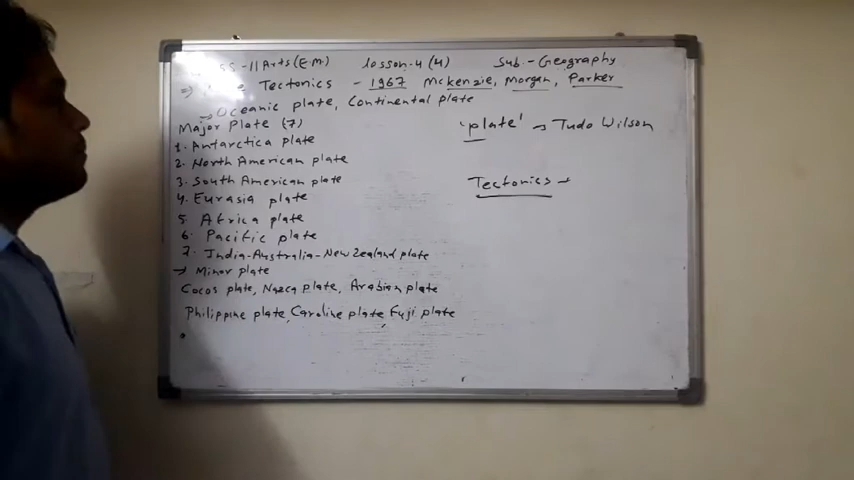 SS-11 Arts (E.M.) lesson-4 (4) Sub-Geography
⇒ Tectonics - 1967 Mckenzie, Morgan, Parker
→ Oceanic plate, Continental plate
Major Plate (7)
'plate' → Tudo Wilson
1. Antarctica plate
2. North American plate
3. South American plate
Tectonics →
4. Eurasia plate
5. Africa plate
6. Pacific plate
7. India-Australia-New Zealand plate
→ Minor plate
Cocos plate, Nazca plate, Arabian plate
Philippine plate, Caroline plate, Fuji plate